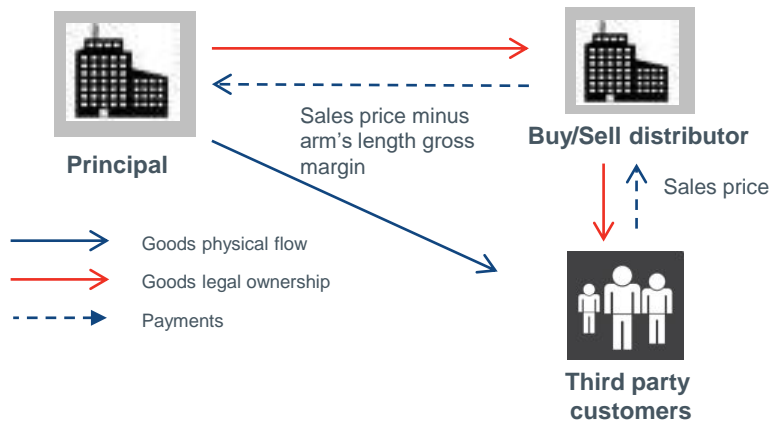 Principal
Sales price minus
arm's length gross
margin
Buy/Sell distributor
Sales price
Goods physical flow
Goods legal ownership
Payments
Third party
customers